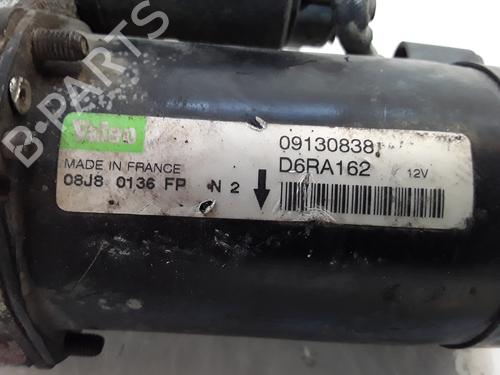 Valeo
MADE IN FRANCE
08J8 0136 FP N 2
09130838
D6RA162 12V
B-PARTS